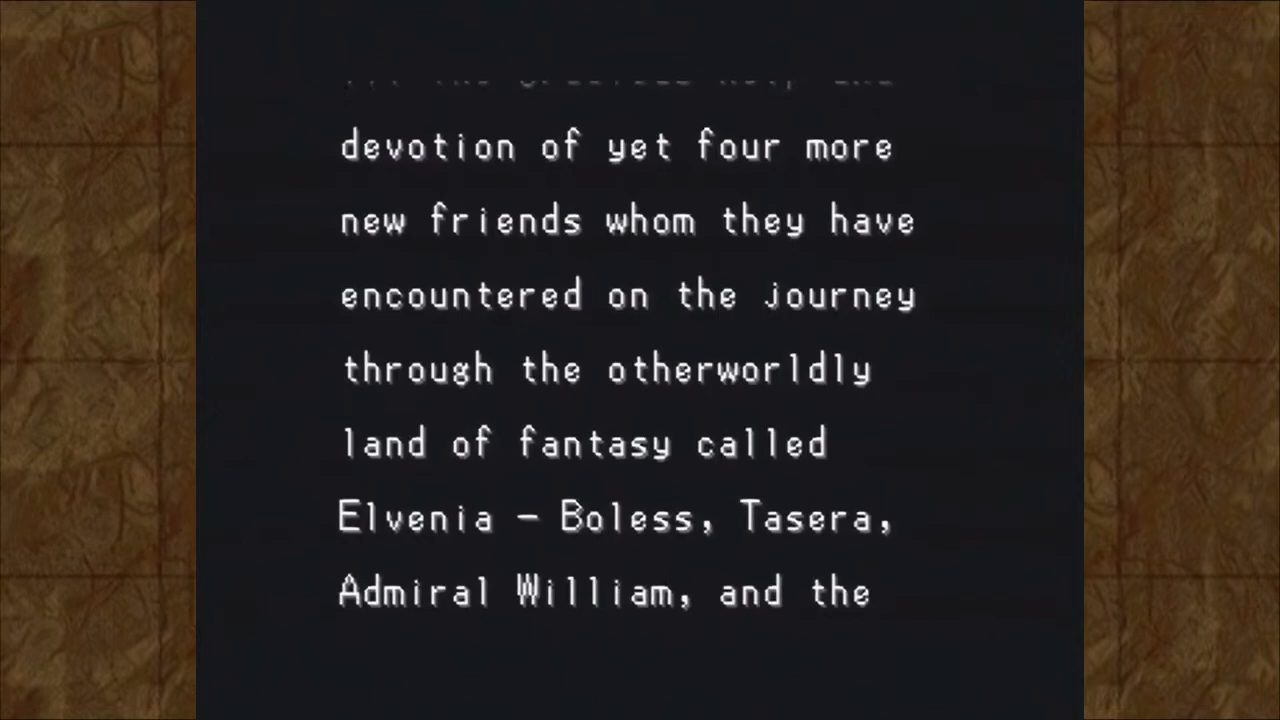 devotion of yet four more
new friends whom they have
encountered on the journey
through the otherworldly
land of fantasy called
Elvenia – Boless, Tasera,
Admiral William, and the